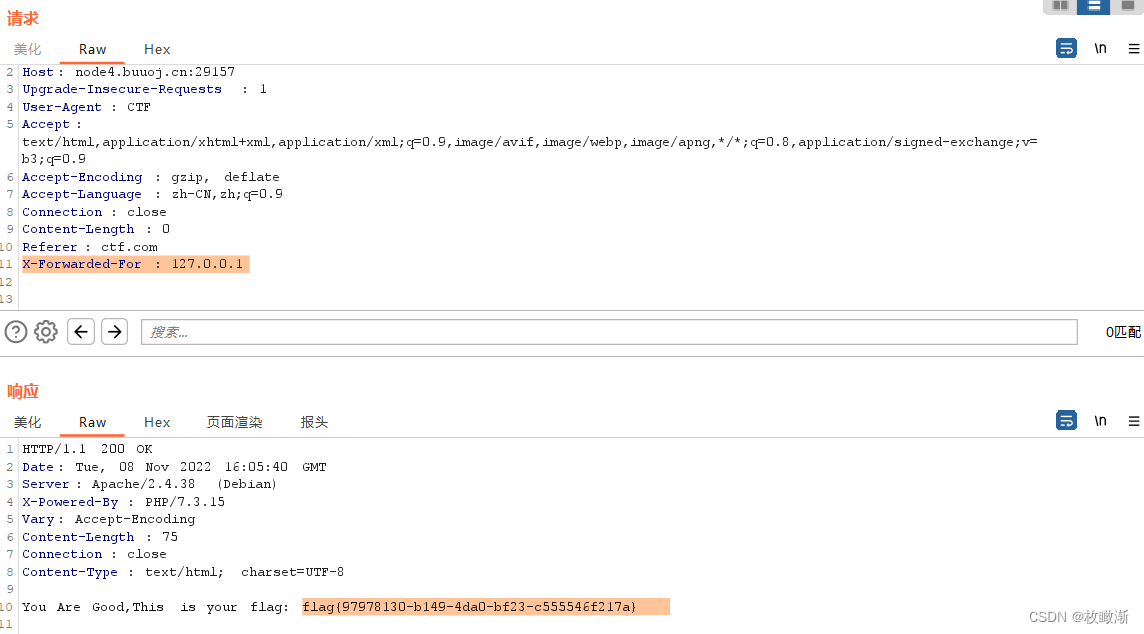 请求
美化 Raw Hex \n
2 Host: node4.buuoj.cn:29157
3 Upgrade-Insecure-Requests : 1
4 User-Agent : CTF
5 Accept :
text/html,application/xhtml+xml,application/xml;q=0.9,image/avif,image/webp,image/apng,*/*;q=0.8,application/signed-exchange;v=
b3;q=0.9
6 Accept-Encoding : gzip, deflate
7 Accept-Language : zh-CN,zh;q=0.9
8 Connection : close
9 Content-Length : 0
10 Referer : ctf.com
11 X-Forwarded-For : 127.0.0.1
12
13
搜索... 0匹配
响应
美化 Raw Hex 页面渲染 报头 \n
1 HTTP/1.1 200 OK
2 Date: Tue, 08 Nov 2022 16:05:40 GMT
3 Server : Apache/2.4.38 (Debian)
4 X-Powered-By : PHP/7.3.15
5 Vary: Accept-Encoding
6 Content-Length : 75
7 Connection : close
8 Content-Type : text/html; charset=UTF-8
9
10 You Are Good,This is your flag: flag{97978130-b149-4da0-bf23-c555546f217a}
11
CSDN @枚瞰渐